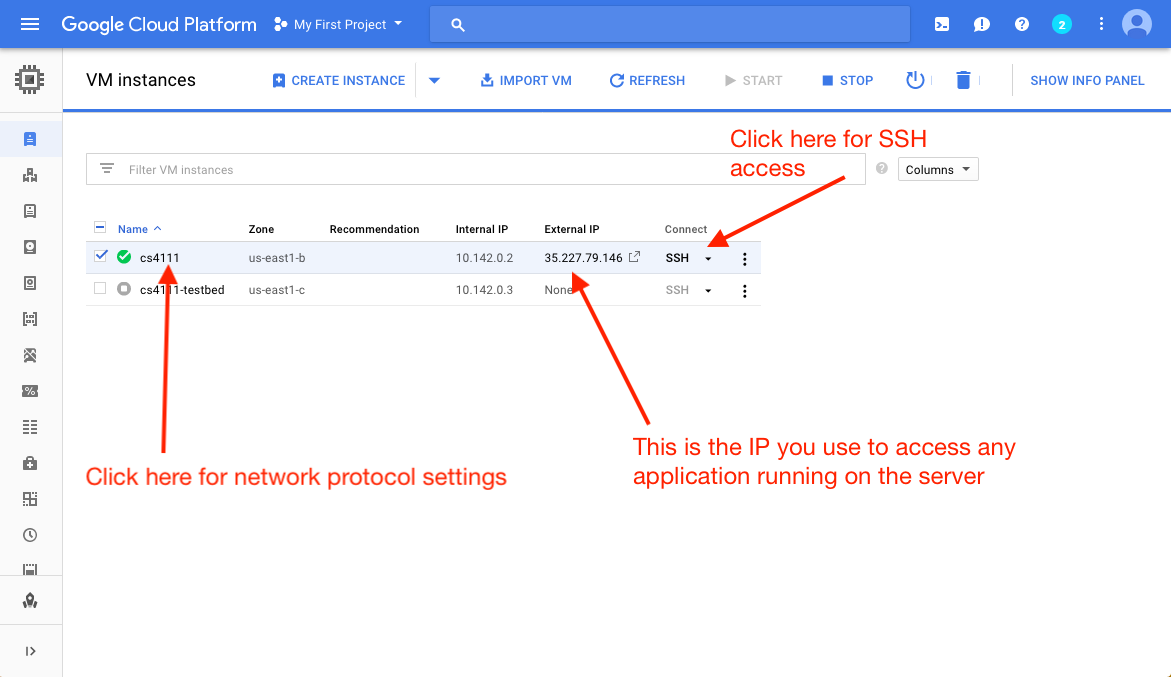 Google Cloud Platform
My First Project
2
VM instances
CREATE INSTANCE
IMPORT VM
REFRESH
START
STOP
SHOW INFO PANEL
Click here for SSH
access
Filter VM instances
Columns
Name
Zone
Recommendation
Internal IP
External IP
Connect
cs4111
us-east1-b
10.142.0.2
35.227.79.146
SSH
cs4111-testbed
us-east1-c
10.142.0.3
None
SSH
This is the IP you use to access any
application running on the server
Click here for network protocol settings